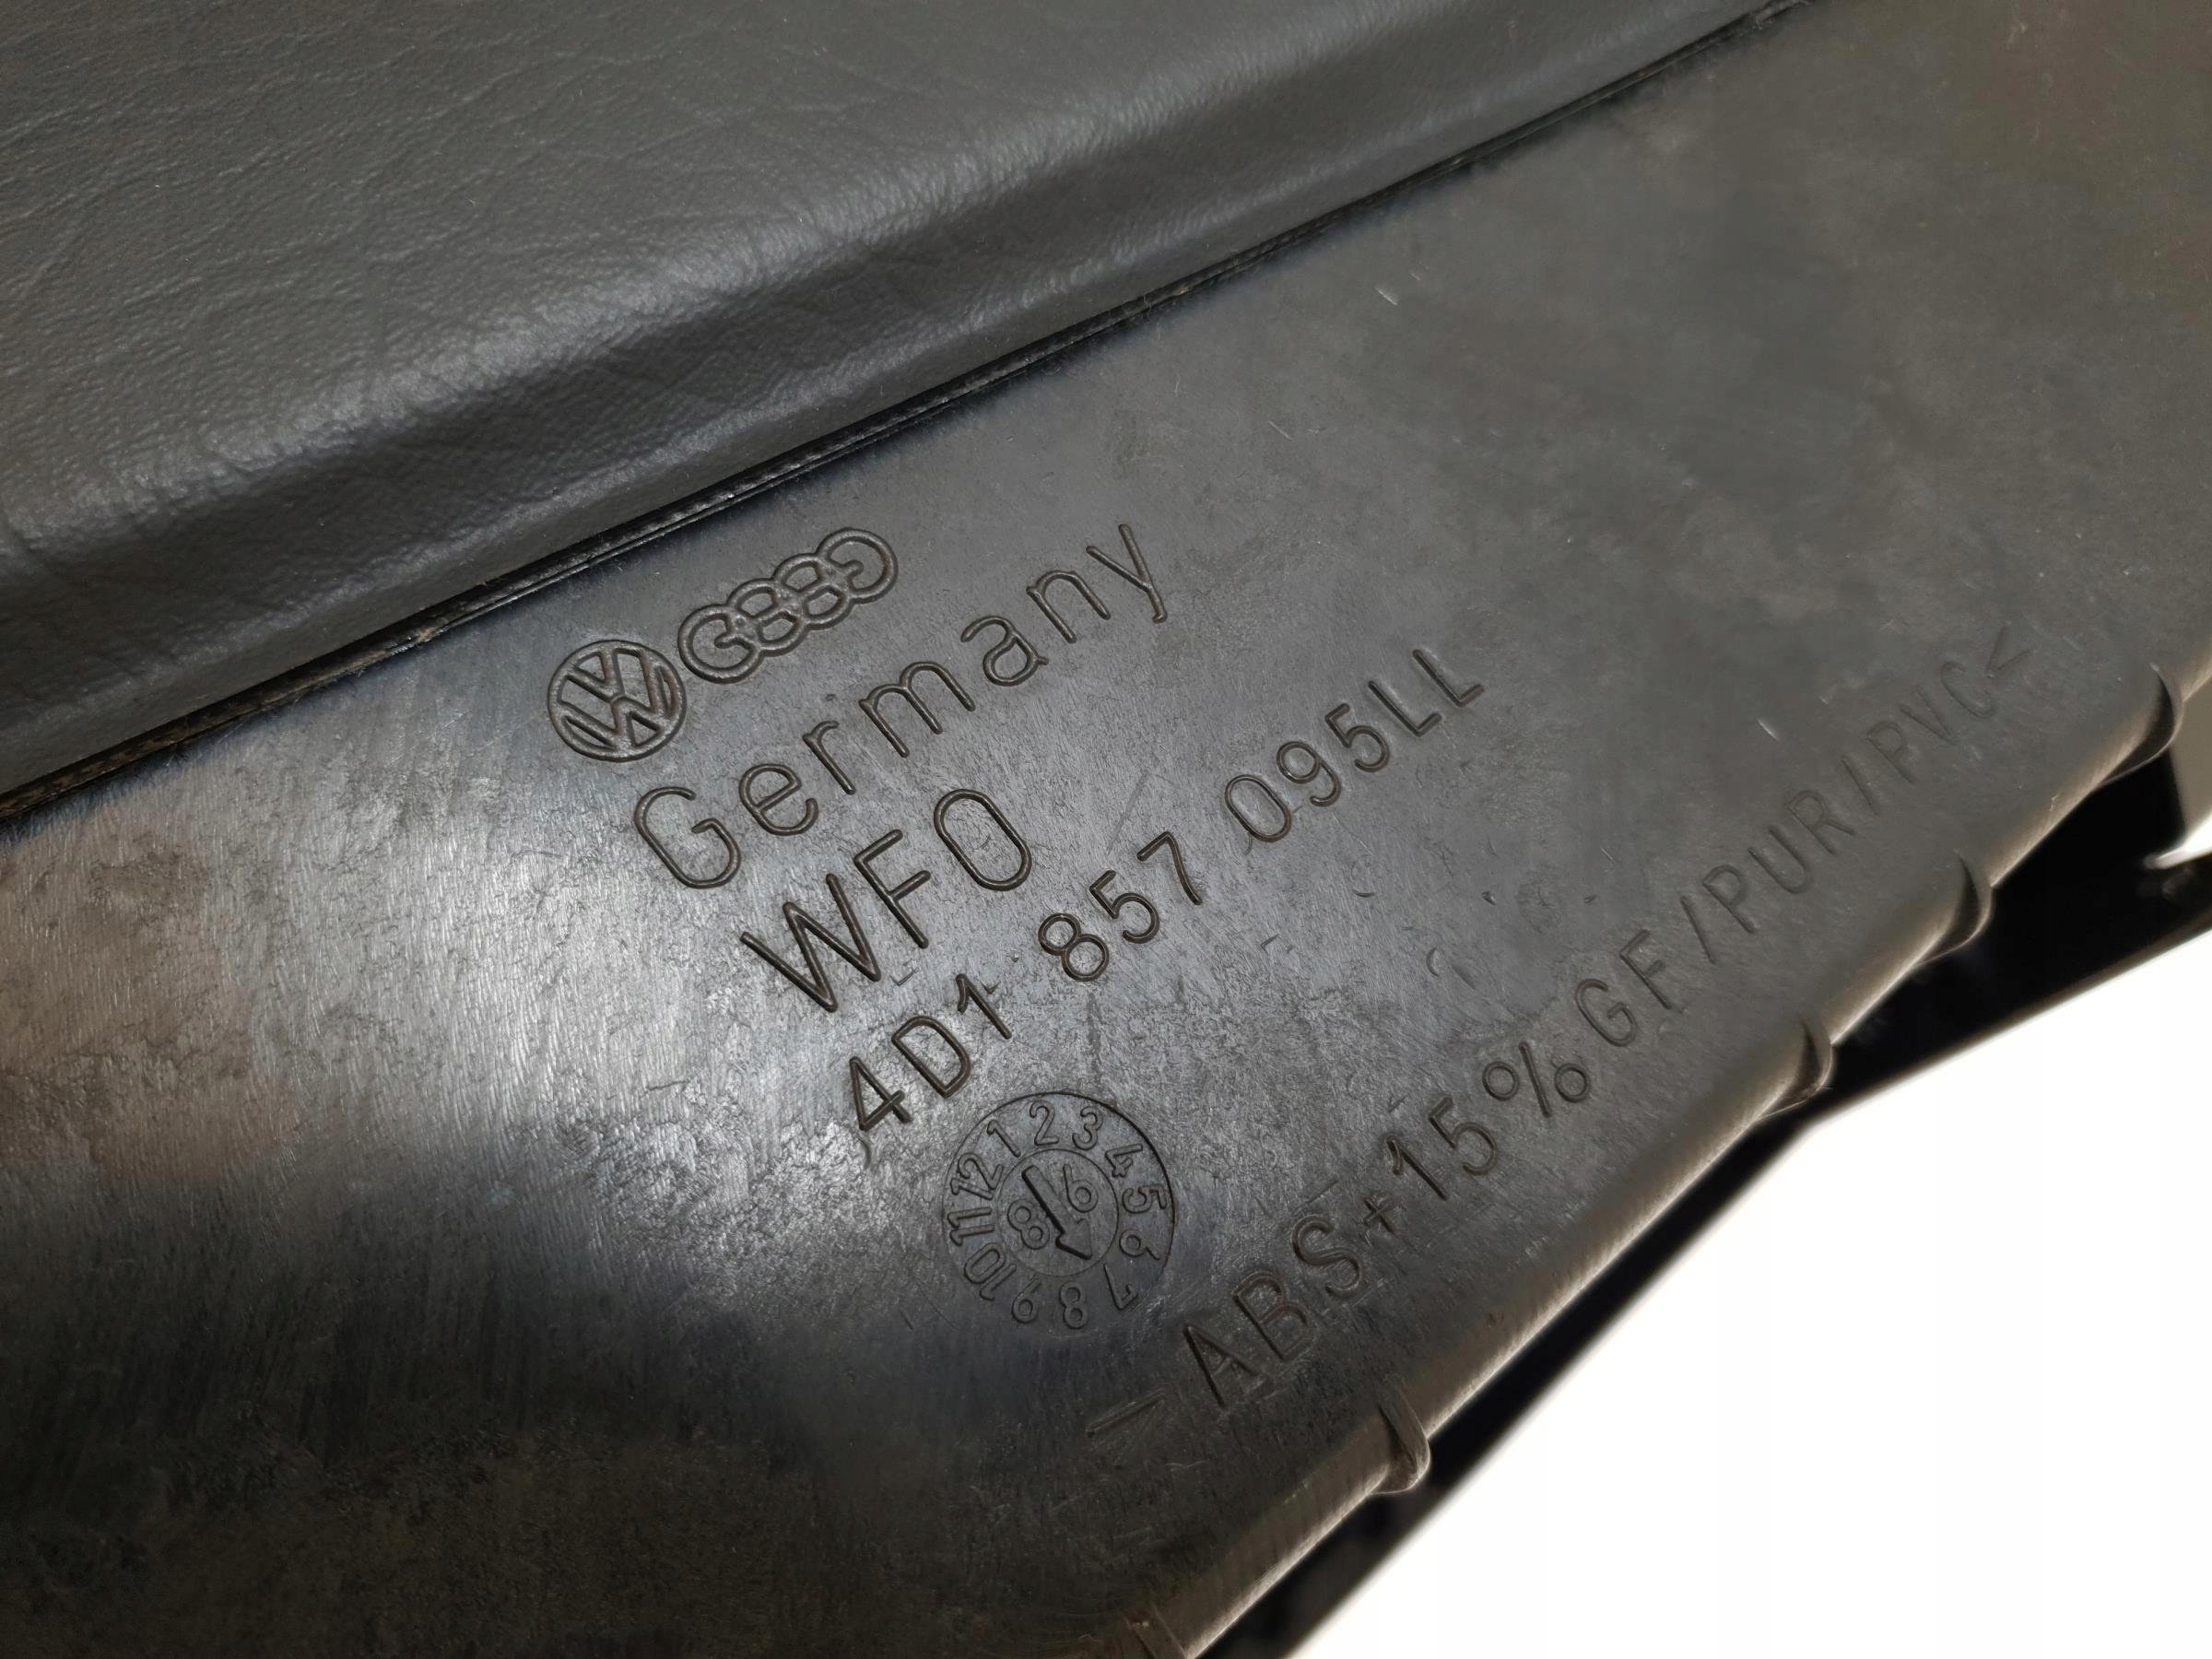 Germany
WFO
4D1 857 095LL
1 2 3 4 5 6 7 8 9 10 11 12
8 9
>ABS+15%GF/PUR/PVC<